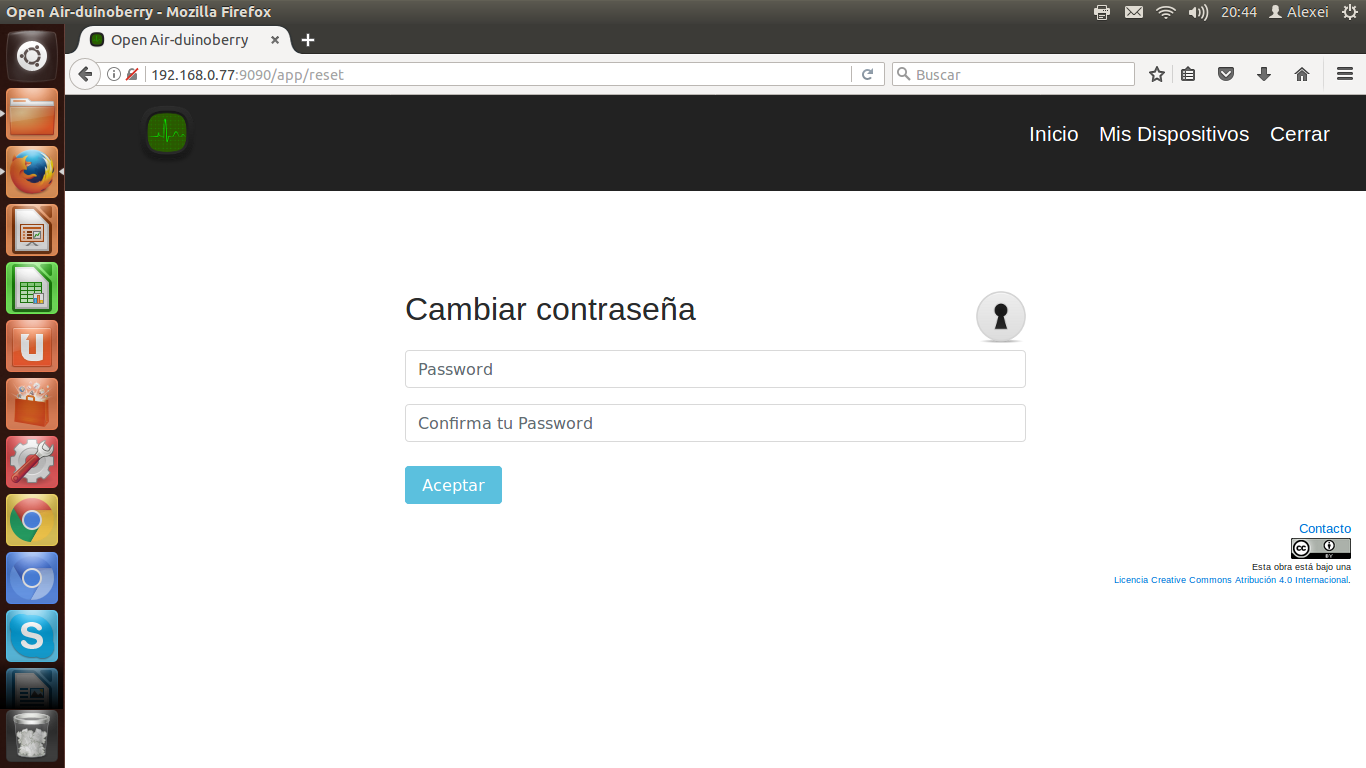 Open Air-duinoberry - Mozilla Firefox
20:44
Alexei
Open Air-duinoberry
192.168.0.77:9090/app/reset
Buscar
Inicio
Mis Dispositivos
Cerrar
Cambiar contraseña
Password
Confirma tu Password
Aceptar
Contacto
cc
BY
Esta obra está bajo una
Licencia Creative Commons Atribución 4.0 Internacional.